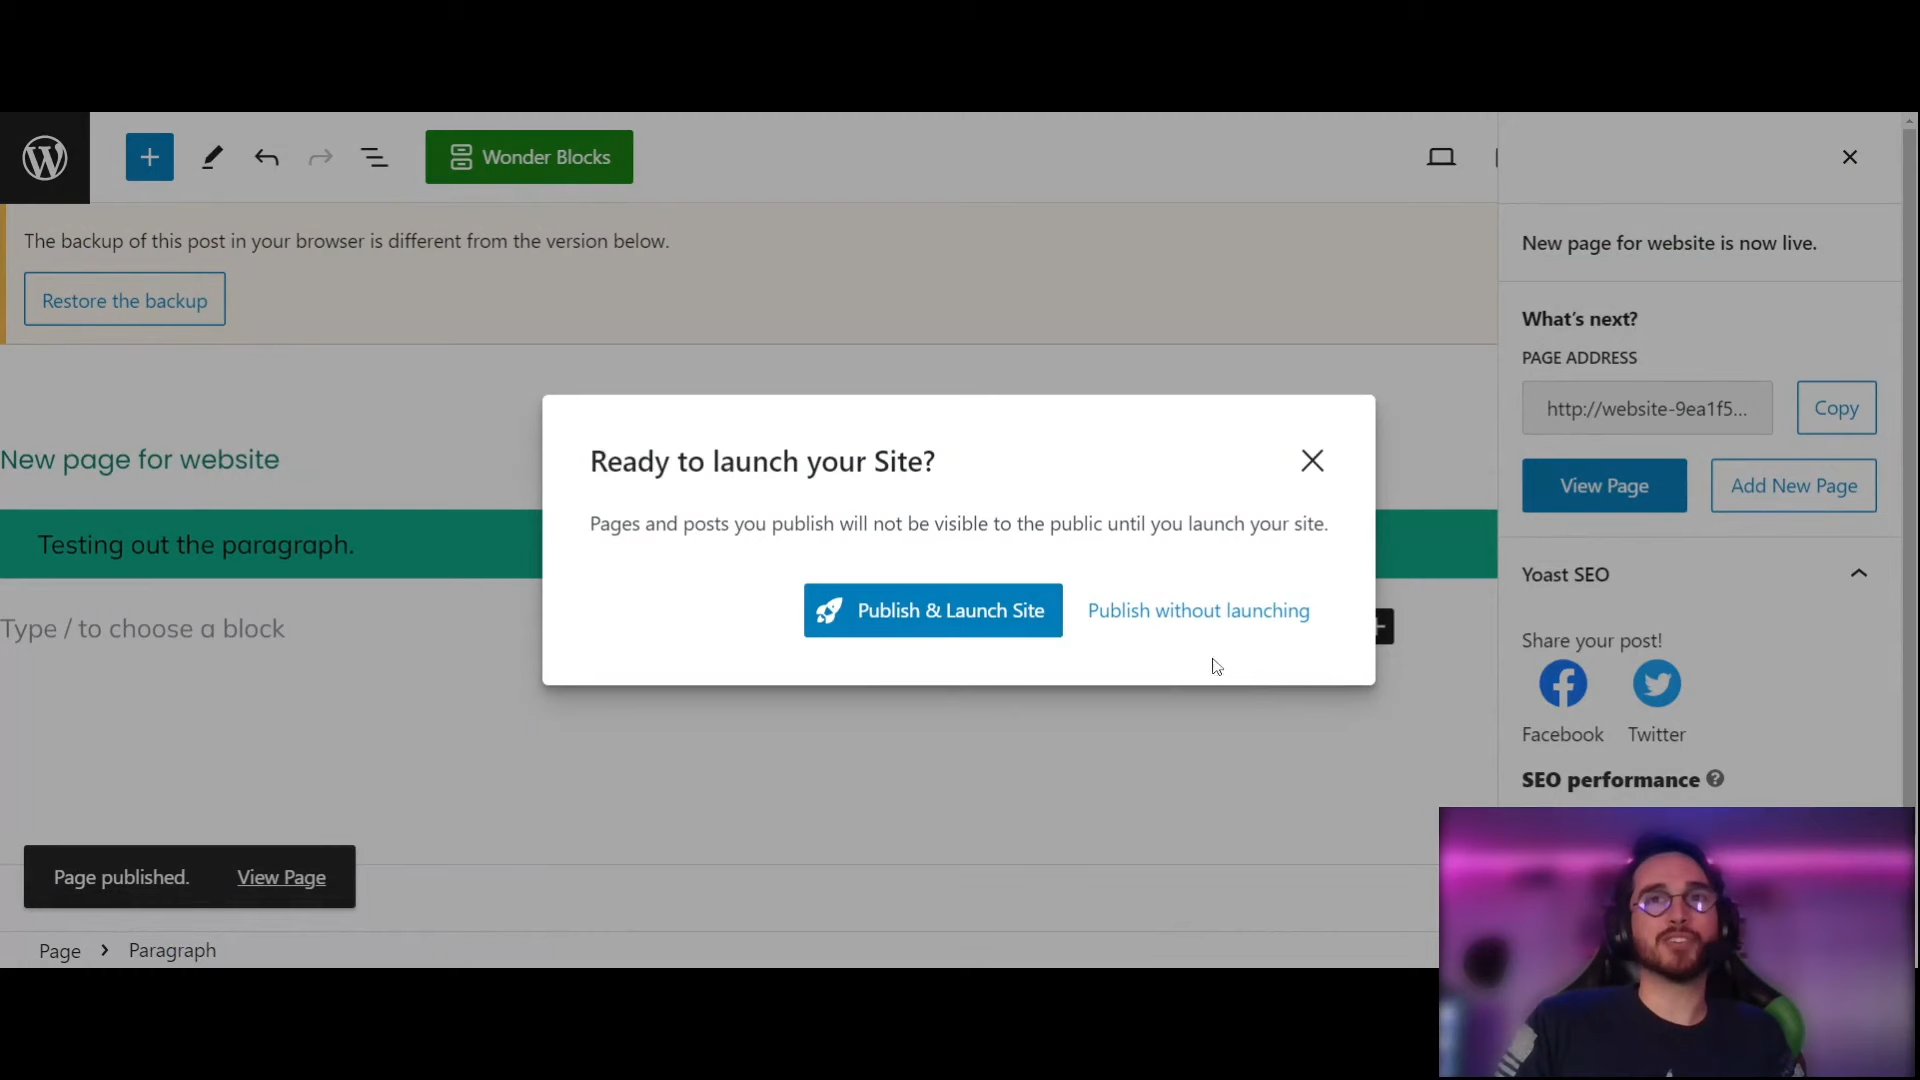 Wonder Blocks
The backup of this post in your browser is different from the version below.
Restore the backup
New page for website
Testing out the paragraph.
Type / to choose a block
Ready to launch your Site?
Pages and posts you publish will not be visible to the public until you launch your site.
Publish & Launch Site
Publish without launching
New page for website is now live.
What's next?
PAGE ADDRESS
http://website-9ea1f5...
Copy
View Page
Add New Page
Yoast SEO
Share your post!
Facebook
Twitter
SEO performance
Page published.
View Page
Page
Paragraph